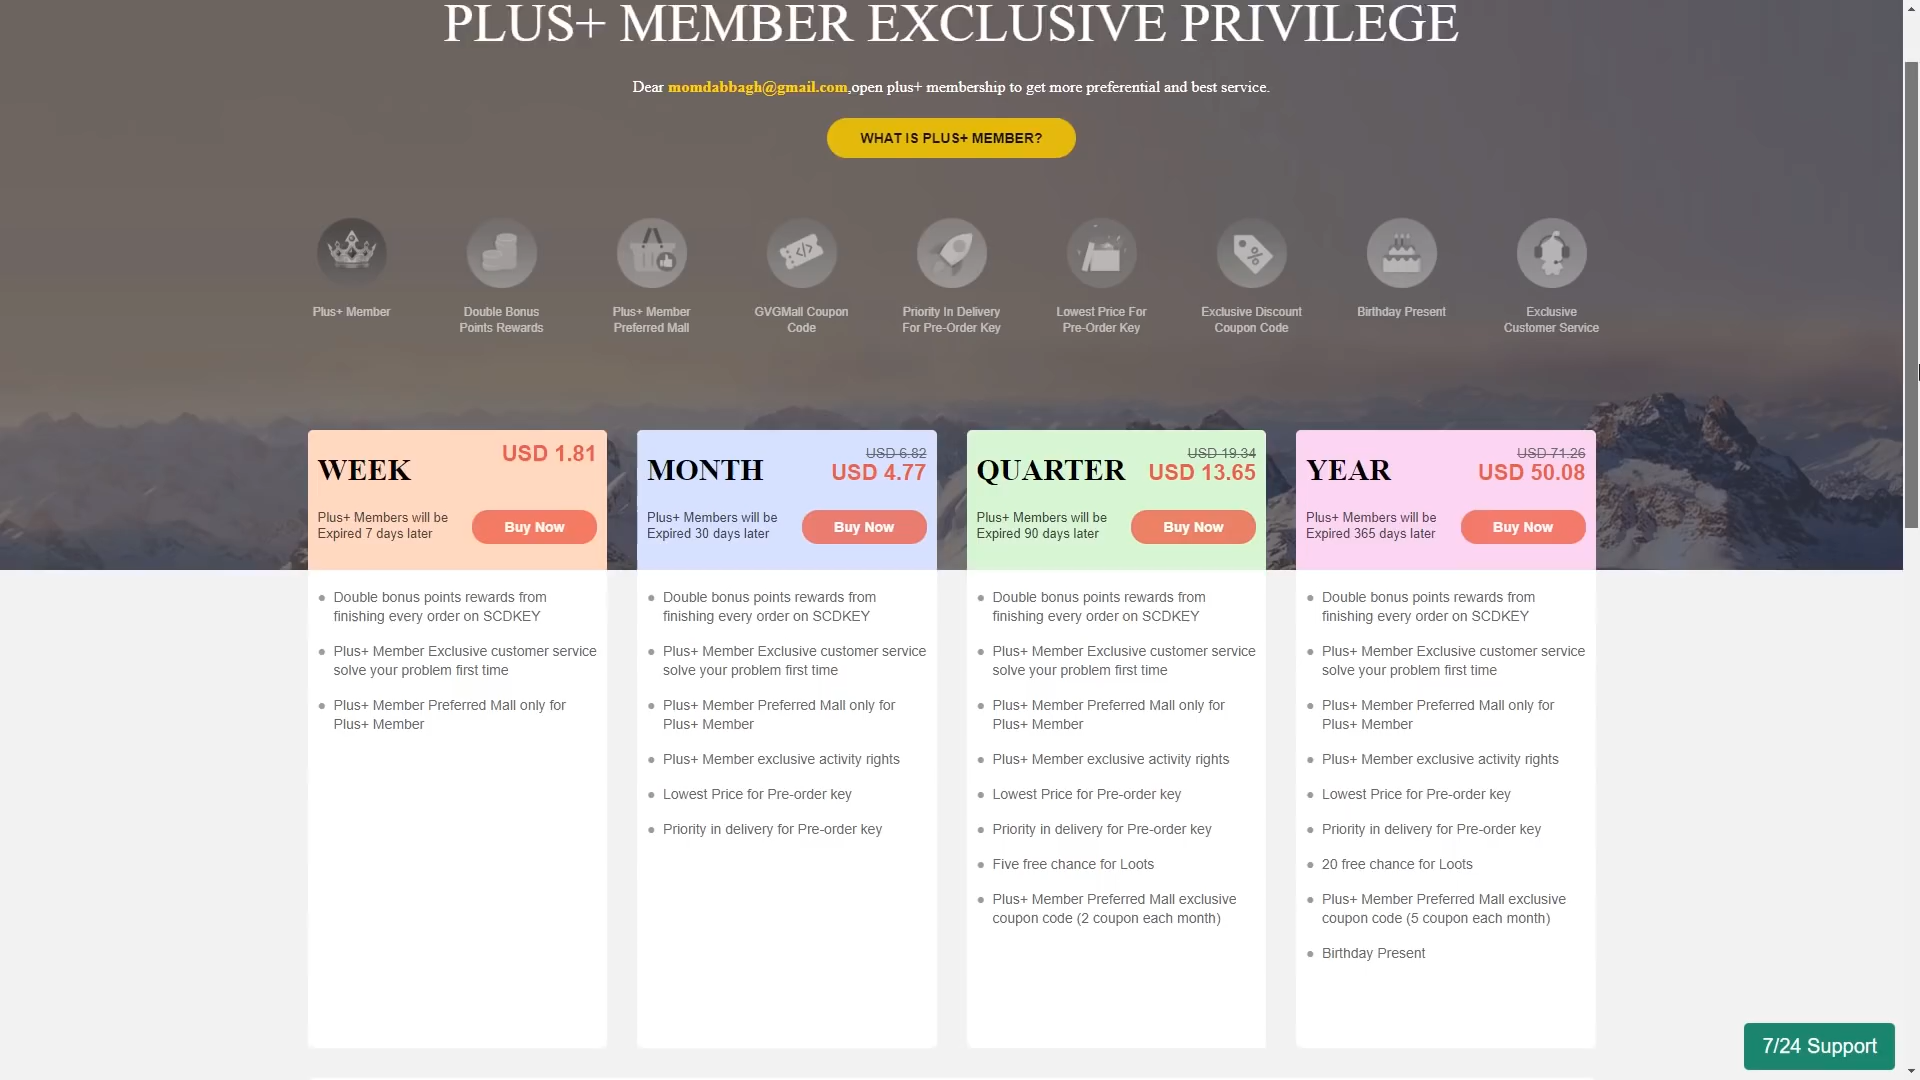 PLUS+ MEMBER EXCLUSIVE PRIVILEGE
Dear momdabbagh@gmail.com,open plus+ membership to get more preferential and best service.
WHAT IS PLUS+ MEMBER?
Plus+ Member
Double Bonus
Points Rewards
Plus+ Member
Preferred Mall
GVGMall Coupon
Code
Priority In Delivery
For Pre-Order Key
Lowest Price For
Pre-Order Key
Exclusive Discount
Coupon Code
Birthday Present
Exclusive
Customer Service
WEEK
USD 1.81
Plus+ Members will be
Expired 7 days later
Buy Now
Double bonus points rewards from
finishing every order on SCDKEY
Plus+ Member Exclusive customer service
solve your problem first time
Plus+ Member Preferred Mall only for
Plus+ Member
MONTH
USD 6.82
USD 4.77
Plus+ Members will be
Expired 30 days later
Buy Now
Double bonus points rewards from
finishing every order on SCDKEY
Plus+ Member Exclusive customer service
solve your problem first time
Plus+ Member Preferred Mall only for
Plus+ Member
Plus+ Member exclusive activity rights
Lowest Price for Pre-order key
Priority in delivery for Pre-order key
QUARTER
USD 19.34
USD 13.65
Plus+ Members will be
Expired 90 days later
Buy Now
Double bonus points rewards from
finishing every order on SCDKEY
Plus+ Member Exclusive customer service
solve your problem first time
Plus+ Member Preferred Mall only for
Plus+ Member
Plus+ Member exclusive activity rights
Lowest Price for Pre-order key
Priority in delivery for Pre-order key
Five free chance for Loots
Plus+ Member Preferred Mall exclusive
coupon code (2 coupon each month)
YEAR
USD 71.26
USD 50.08
Plus+ Members will be
Expired 365 days later
Buy Now
Double bonus points rewards from
finishing every order on SCDKEY
Plus+ Member Exclusive customer service
solve your problem first time
Plus+ Member Preferred Mall only for
Plus+ Member
Plus+ Member exclusive activity rights
Lowest Price for Pre-order key
Priority in delivery for Pre-order key
20 free chance for Loots
Plus+ Member Preferred Mall exclusive
coupon code (5 coupon each month)
Birthday Present
7/24 Support